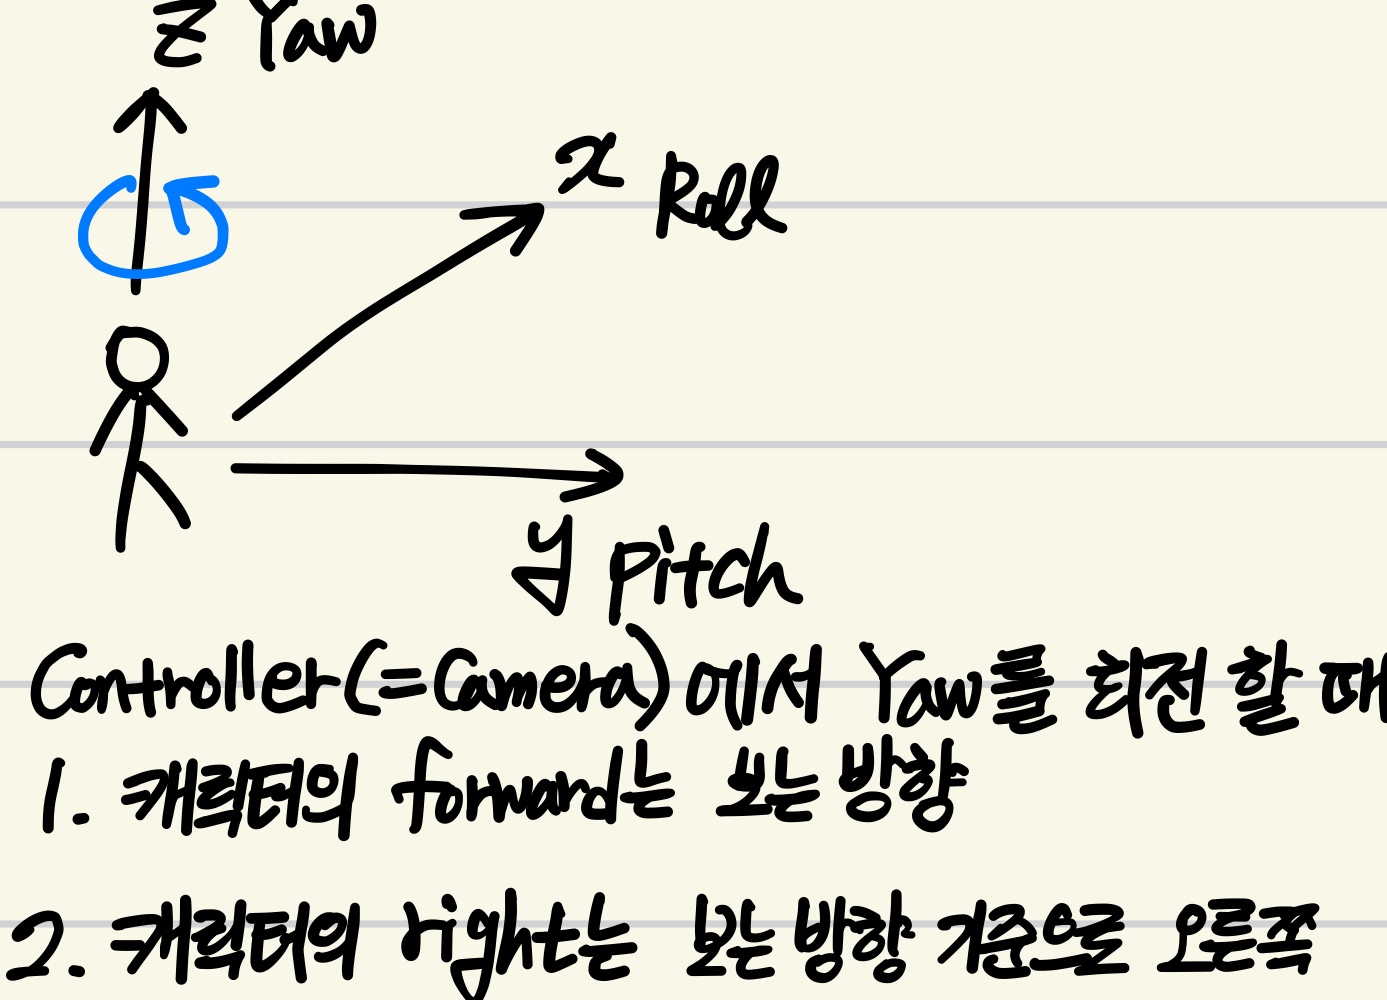 Z Yaw
x Roll
y pitch
Controller(=Camera)에서 Yaw를 회전 할 때
1. 캐릭터의 forward는 보는 방향
2. 캐릭터의 right는 보는 방향 기준으로 오른쪽